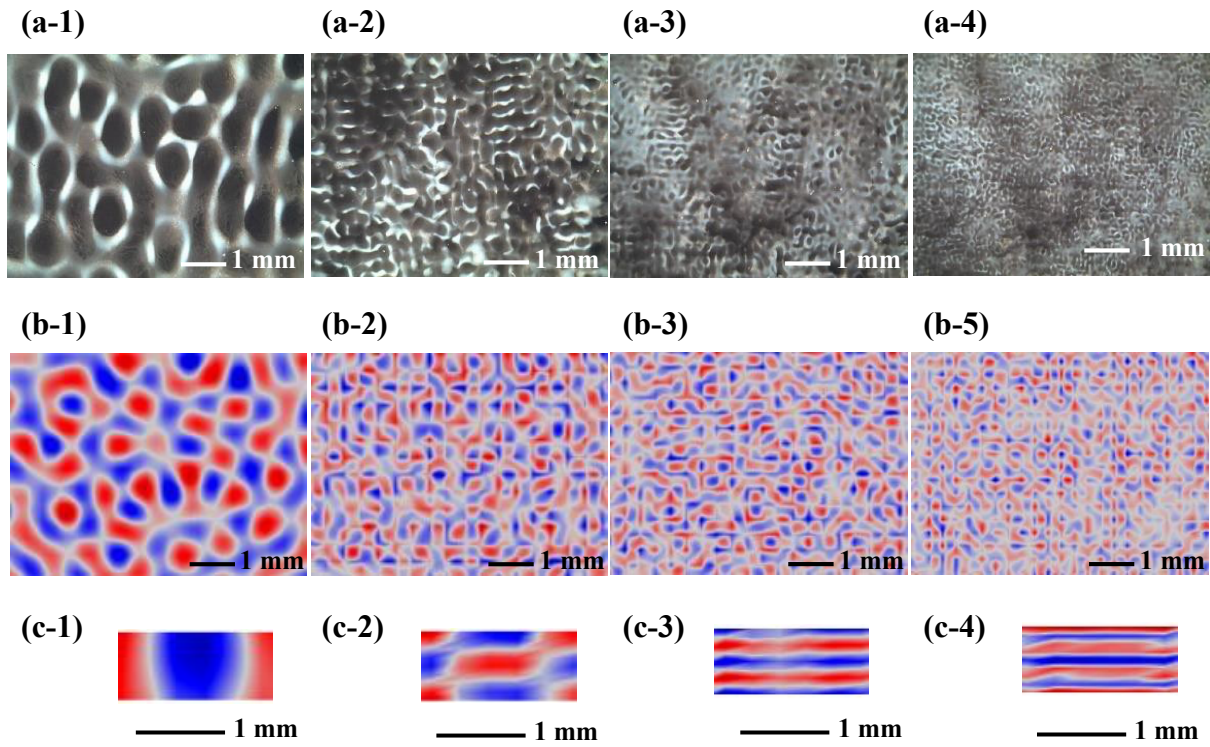 (a-1) (a-2) (a-3) (a-4)
1 mm 1 mm 1 mm 1 mm
(b-1) (b-2) (b-3) (b-5)
1 mm 1 mm 1 mm 1 mm
(c-1) (c-2) (c-3) (c-4)
1 mm 1 mm 1 mm 1 mm